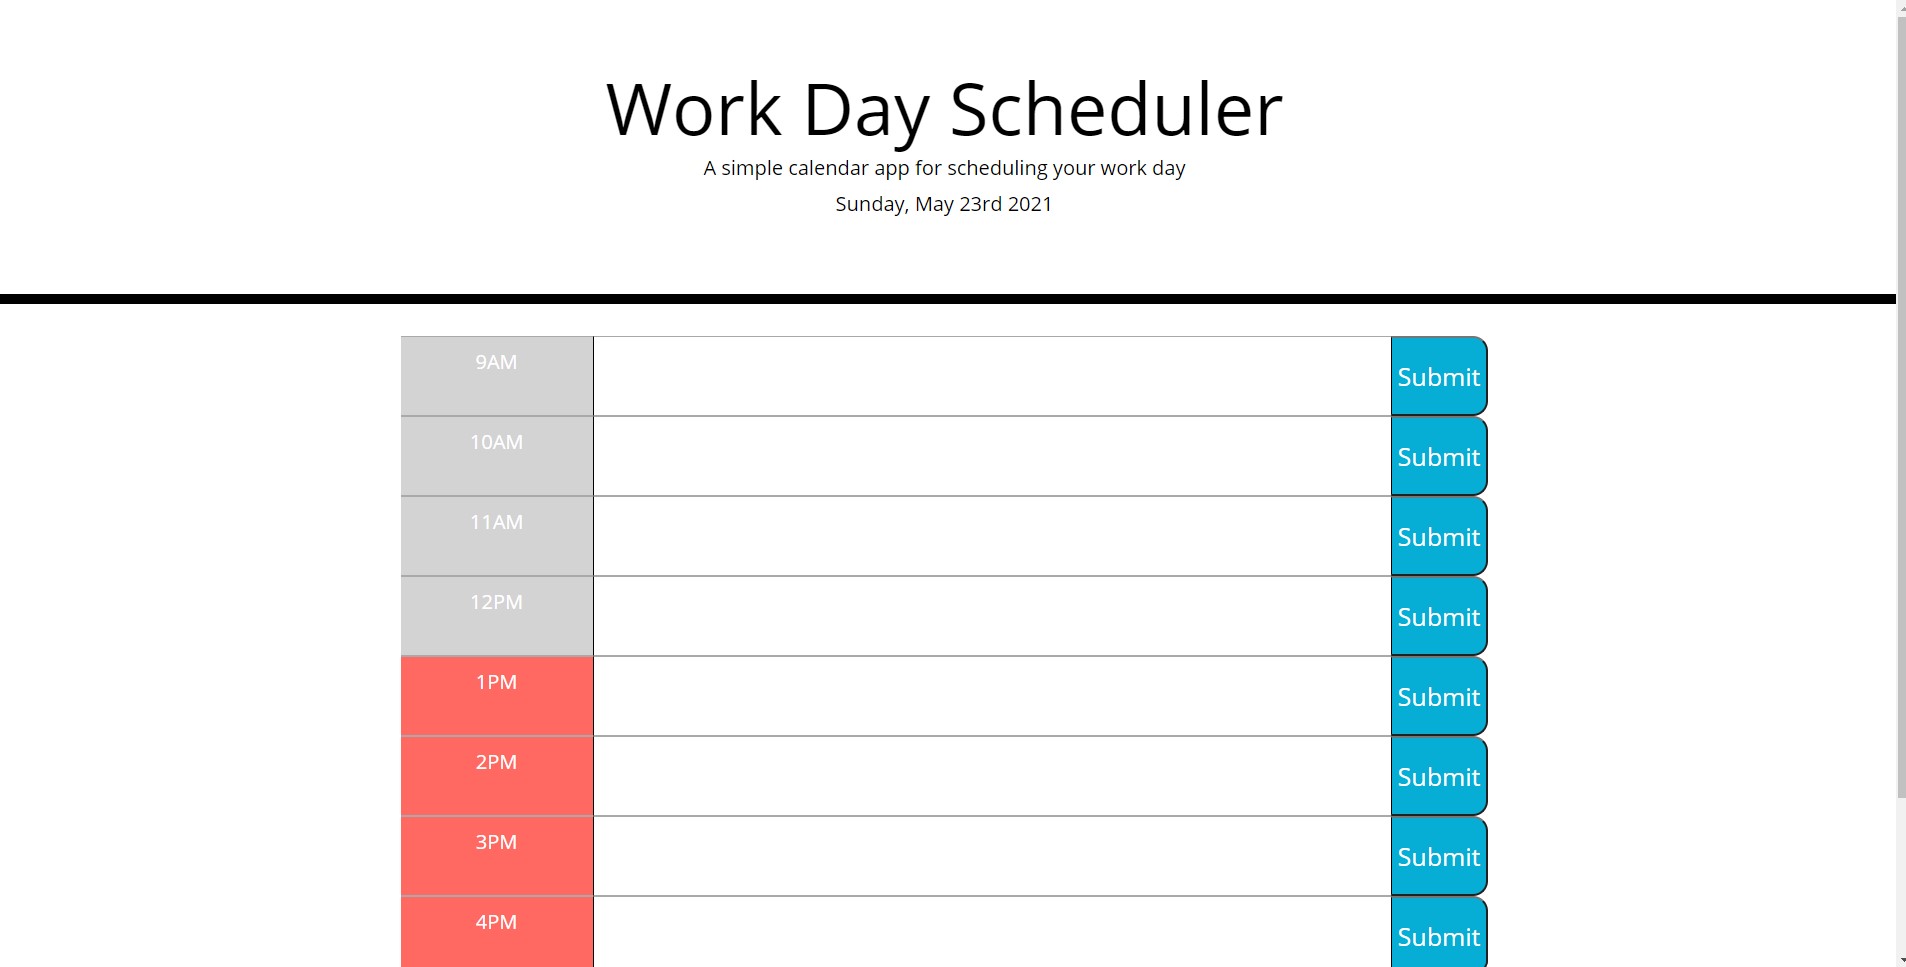 Work Day Scheduler
A simple calendar app for scheduling your work day
Sunday, May 23rd 2021
9AM Submit
10AM Submit
11AM Submit
12PM Submit
1PM Submit
2PM Submit
3PM Submit
4PM Submit